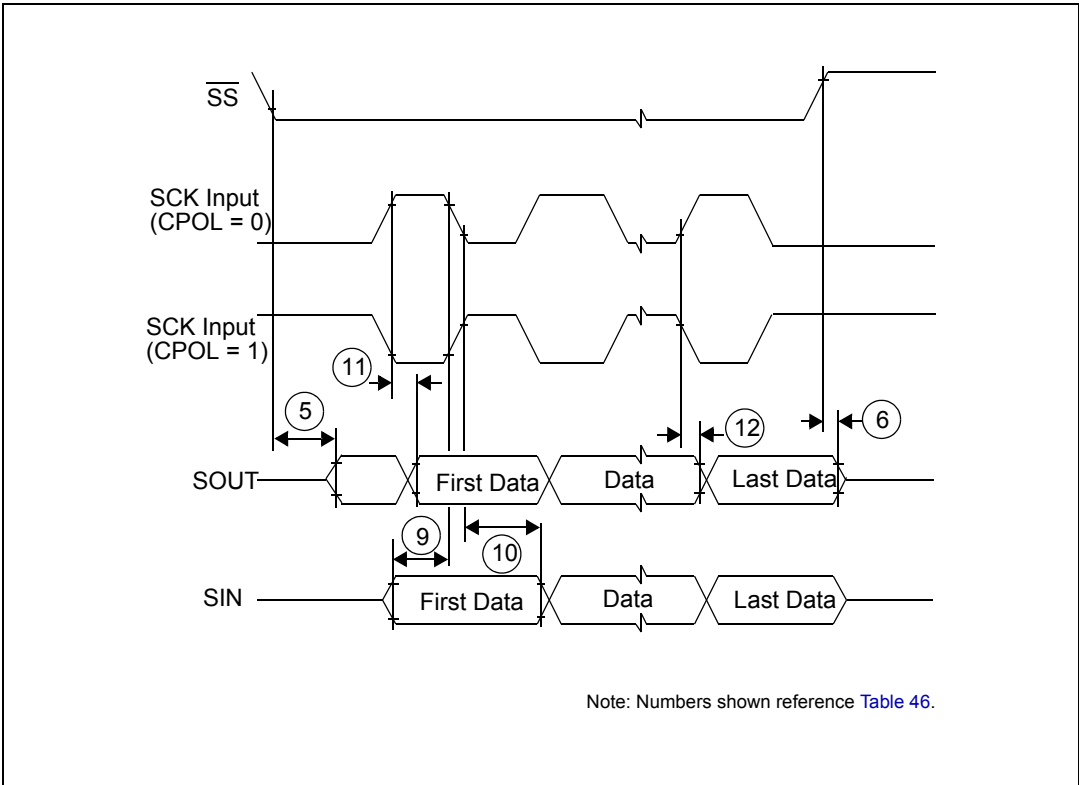 SS
SCK Input
(CPOL = 0)
SCK Input
(CPOL = 1)
11
5
12
6
SOUT
First Data
Data
Last Data
9
10
SIN
First Data
Data
Last Data
Note: Numbers shown reference Table 46.